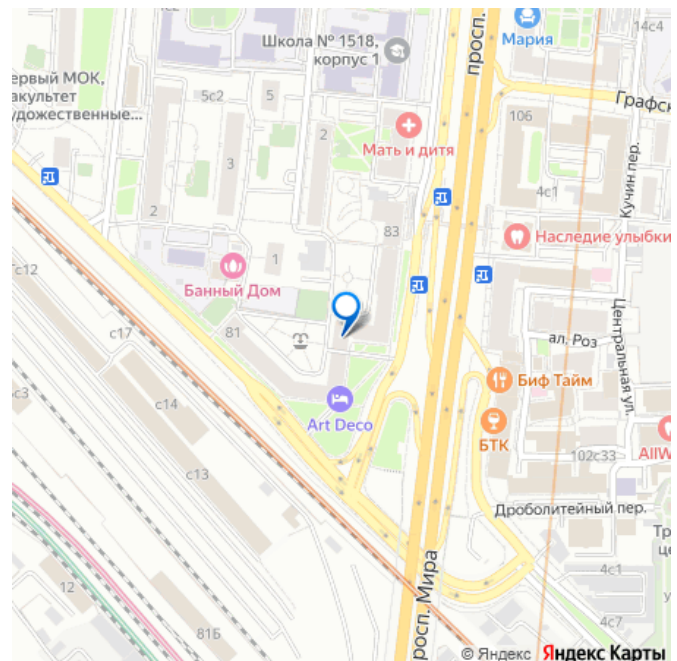 Школа № 1518,
корпус 1
просп.
Мария
14с4
ервый МОК,
акультет
удожественные...
5с2
5
2
Мать и дитя
106
Графск
3
4с1
Кучин пер.
2
83
Наследие улыбки
с12
1
Банный Дом
81
с17
ал. Роз
Центральная ул.
с3
с14
Биф Тайм
Art Deco
БТК
AllW
с13
102с33
Дроболитейный пер.
Тр
це
12
просп. Мира
4с1
у
81Б
4с7
© Яндекс Яндекс Карты